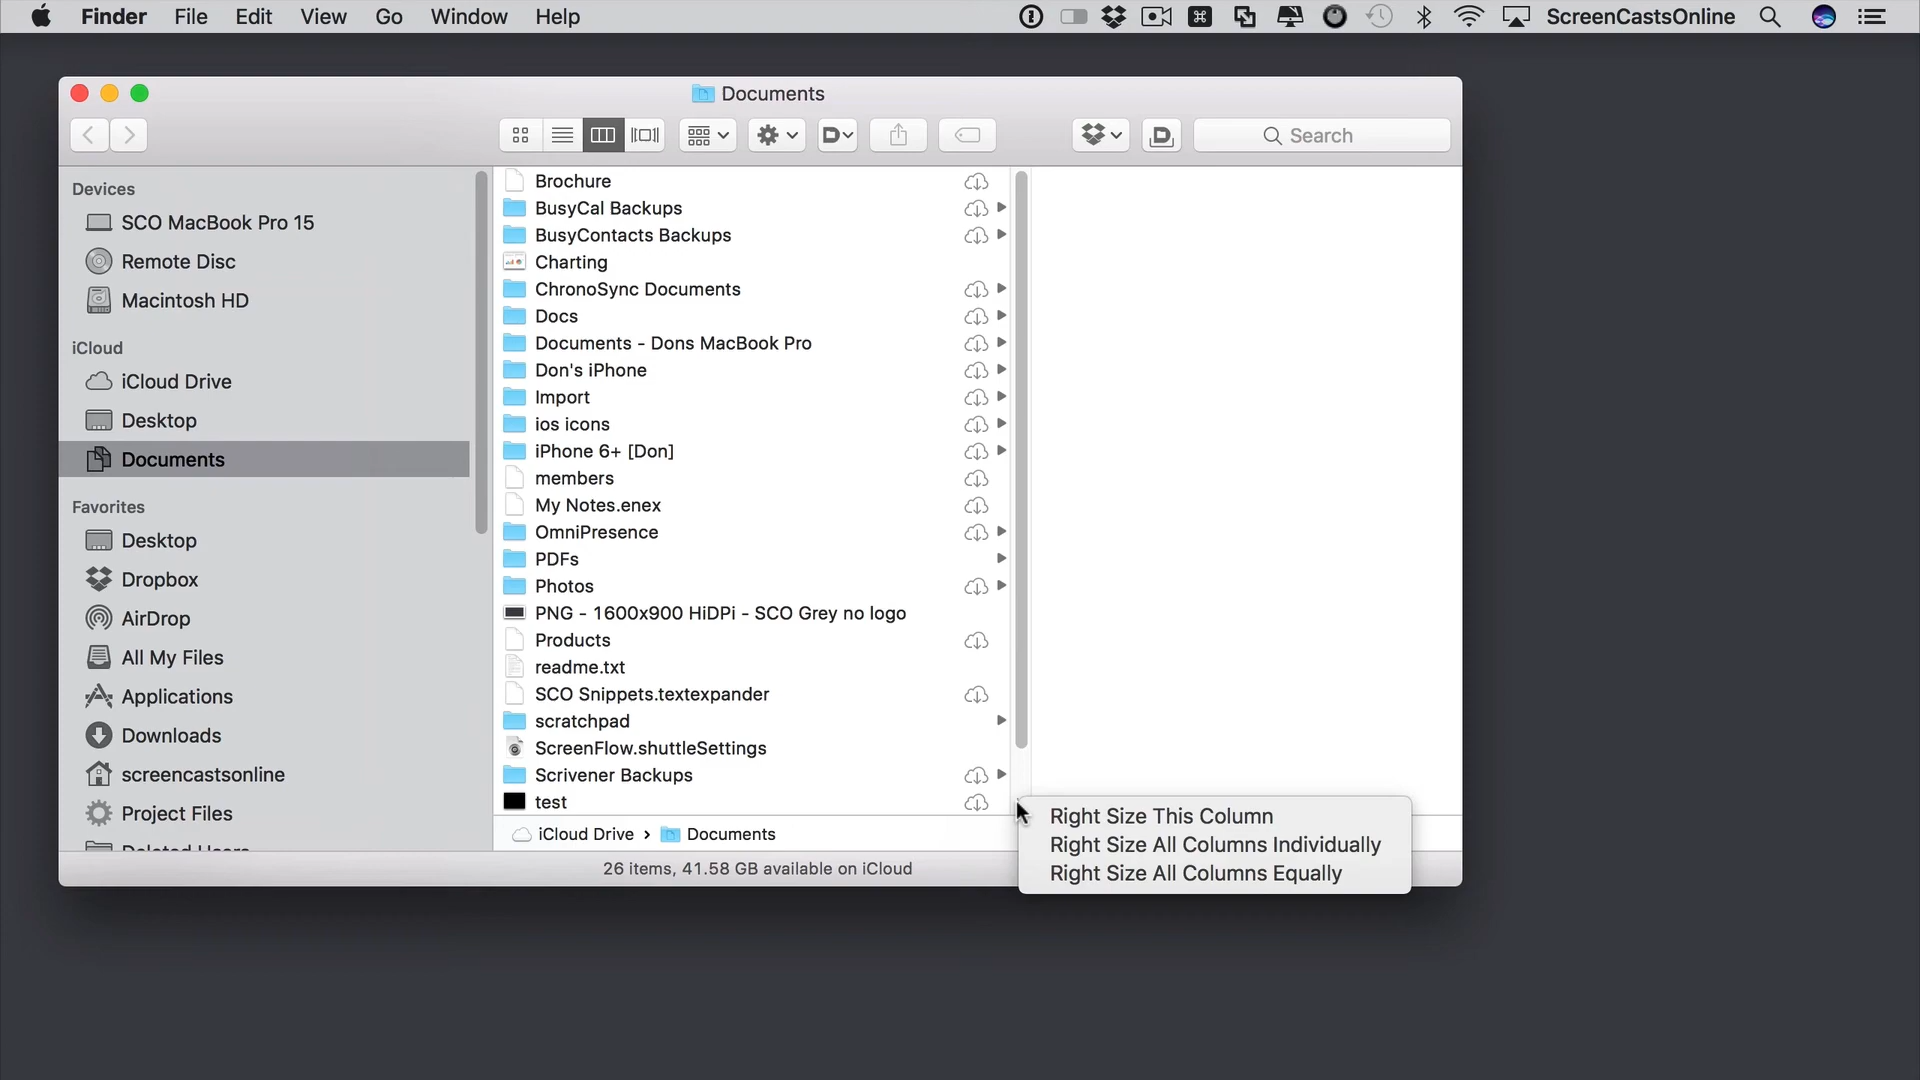 Finder File Edit View Go Window Help ScreenCastsOnline
Documents
Search
Devices
SCO MacBook Pro 15
Remote Disc
Macintosh HD
iCloud
iCloud Drive
Desktop
Documents
Favorites
Desktop
Dropbox
AirDrop
All My Files
Applications
Downloads
screencastsonline
Project Files
Brochure
BusyCal Backups
BusyContacts Backups
Charting
ChronoSync Documents
Docs
Documents - Dons MacBook Pro
Don's iPhone
Import
ios icons
iPhone 6+ [Don]
members
My Notes.enex
OmniPresence
PDFs
Photos
PNG - 1600x900 HiDPi - SCO Grey no logo
Products
readme.txt
SCO Snippets.textexpander
scratchpad
ScreenFlow.shuttleSettings
Scrivener Backups
test
iCloud Drive › Documents
26 items, 41.58 GB available on iCloud
Right Size This Column
Right Size All Columns Individually
Right Size All Columns Equally